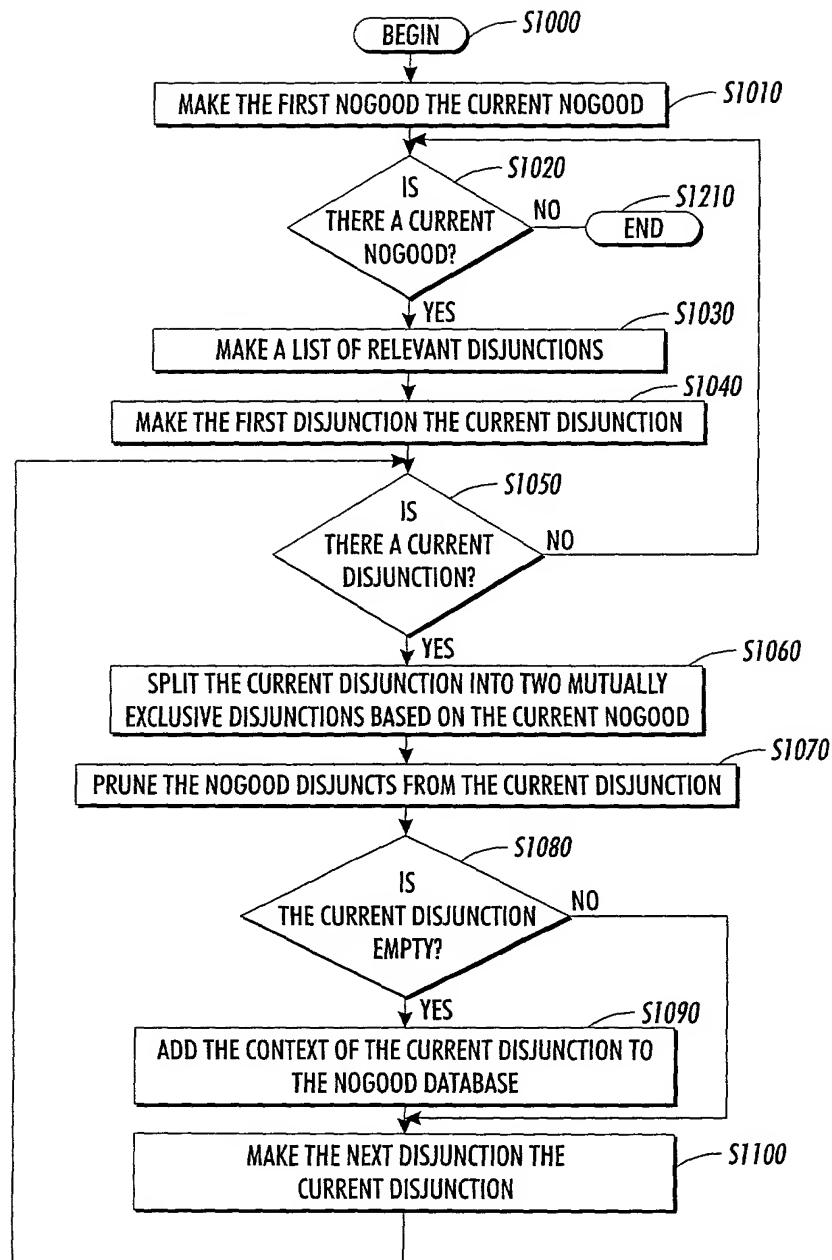 BEGIN
S1000
MAKE THE FIRST NOGOOD THE CURRENT NOGOOD
S1010
IS
THERE A CURRENT
NOGOOD?
S1020
NO
S1210
END
YES
S1030
MAKE A LIST OF RELEVANT DISJUNCTIONS
S1040
MAKE THE FIRST DISJUNCTION THE CURRENT DISJUNCTION
S1050
IS
THERE A CURRENT
DISJUNCTION?
NO
YES
S1060
SPLIT THE CURRENT DISJUNCTION INTO TWO MUTUALLY
EXCLUSIVE DISJUNCTIONS BASED ON THE CURRENT NOGOOD
S1070
PRUNE THE NOGOOD DISJUNCTS FROM THE CURRENT DISJUNCTION
S1080
IS
THE CURRENT DISJUNCTION
EMPTY?
NO
YES
S1090
ADD THE CONTEXT OF THE CURRENT DISJUNCTION TO
THE NOGOOD DATABASE
MAKE THE NEXT DISJUNCTION THE
CURRENT DISJUNCTION
S1100